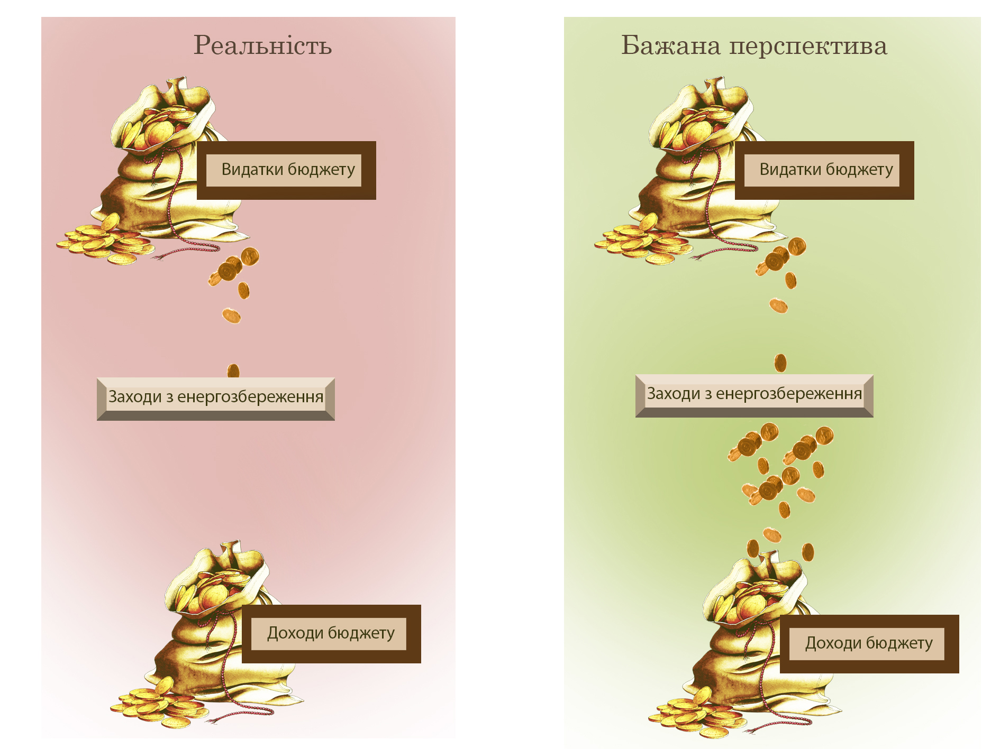 Реальність
Видатки бюджету
Заходи з енергозбереження
Доходи бюджету
Бажана перспектива
Видатки бюджету
Заходи з енергозбереження
Доходи бюджету